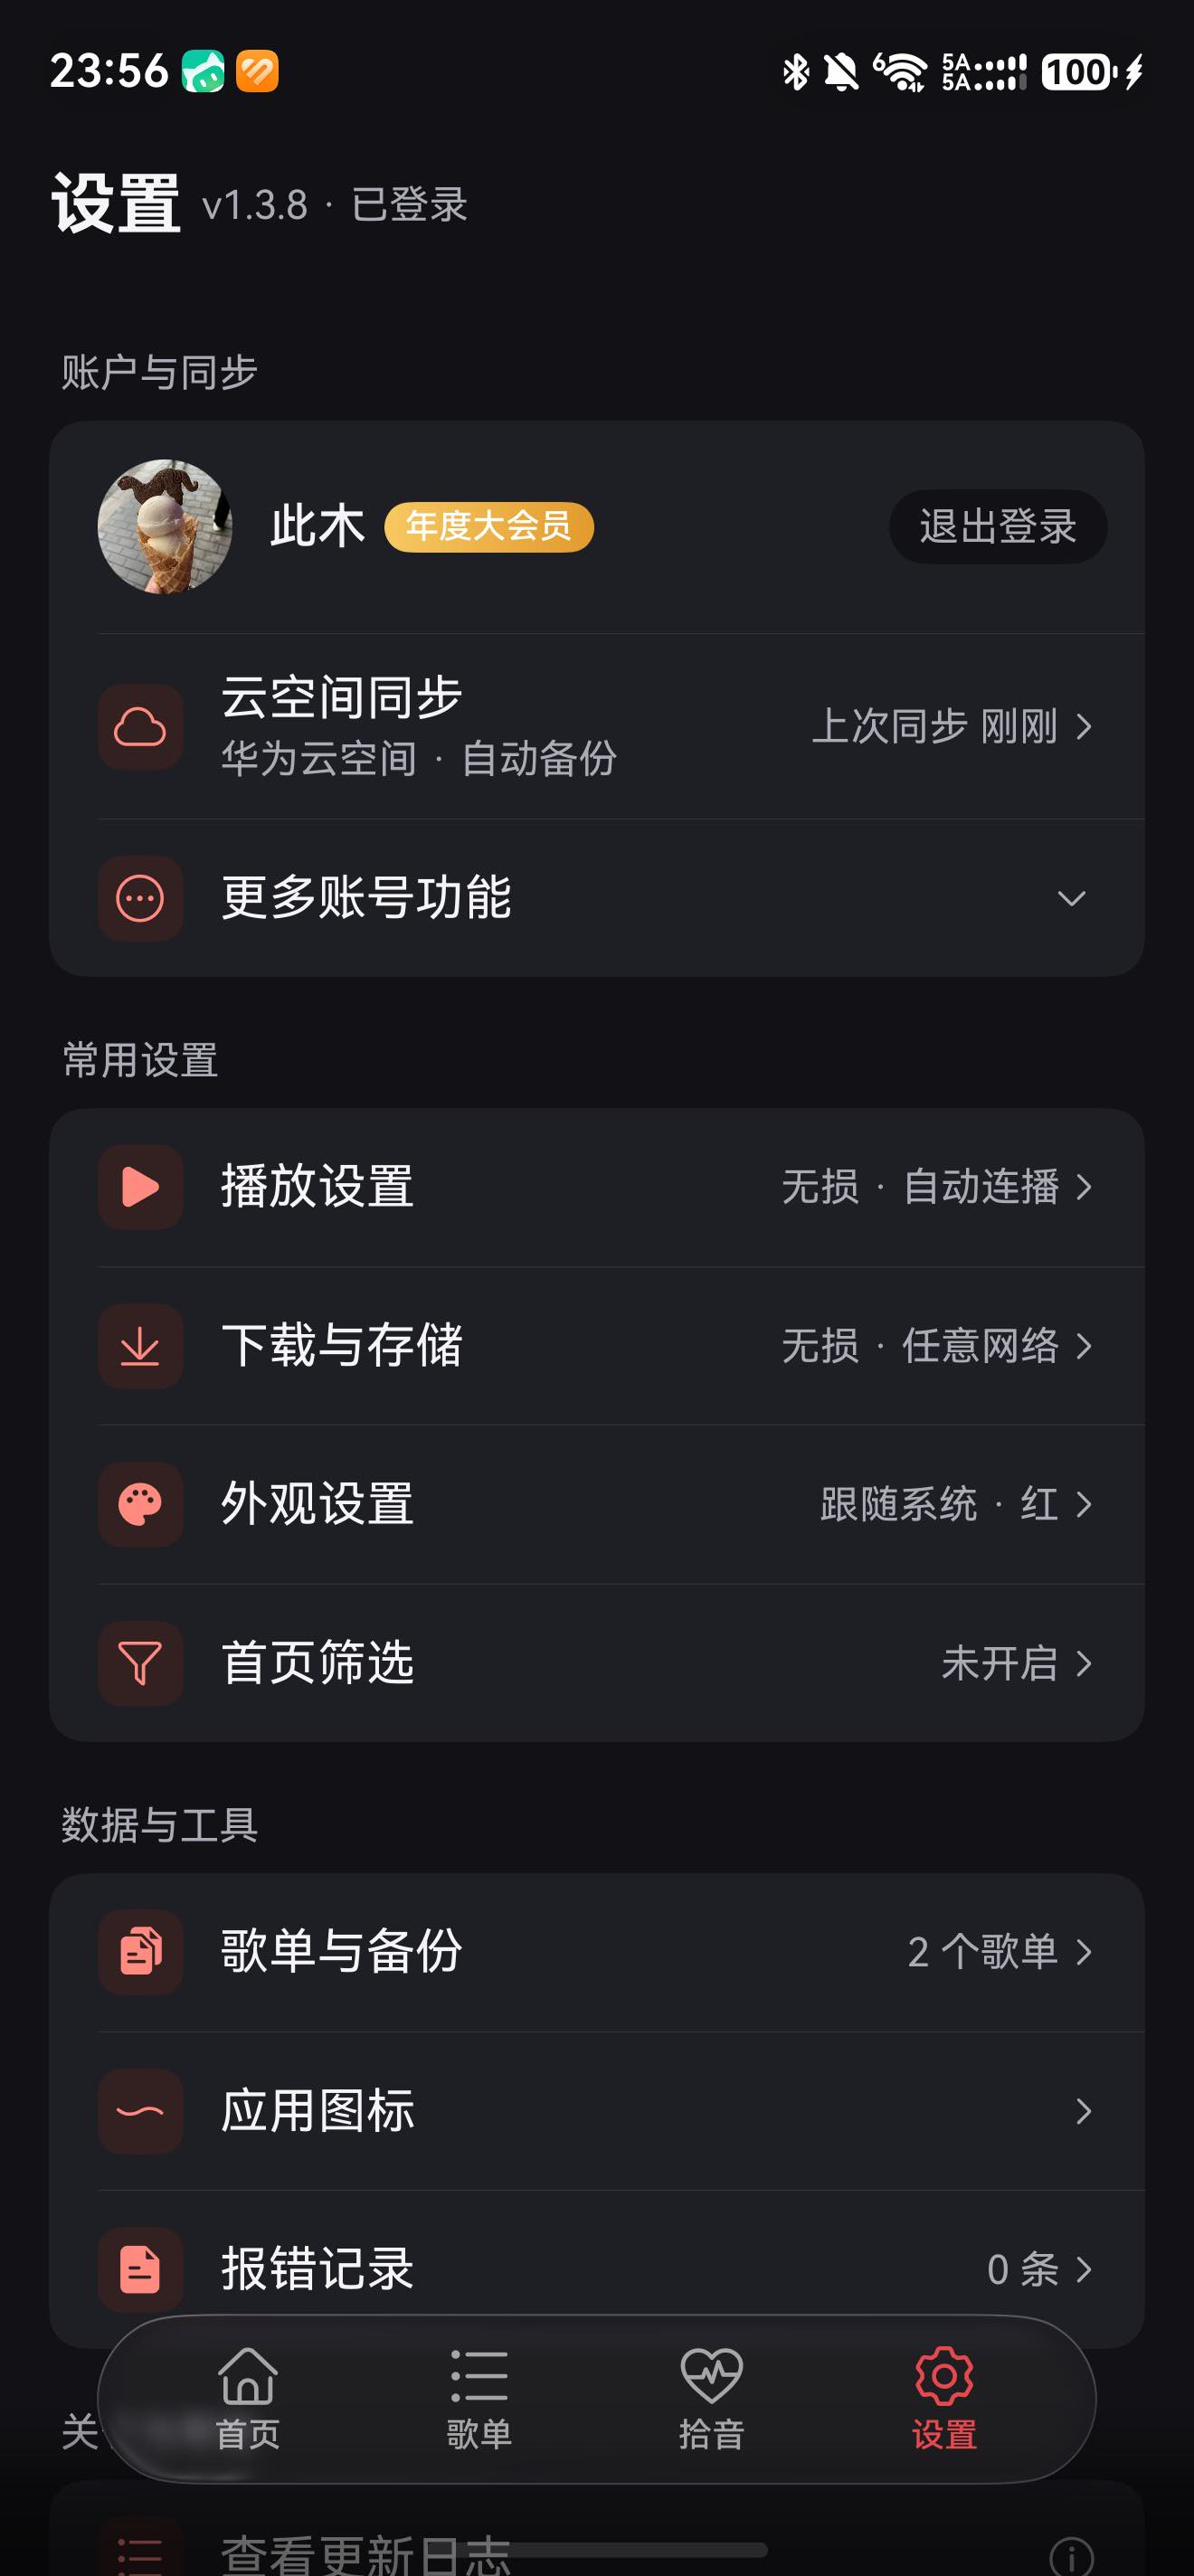 23:56
6 5A 5A 100
设置 v1.3.8 · 已登录
账户与同步
此木 年度大会员 退出登录
云空间同步
华为云空间 · 自动备份
上次同步 刚刚
更多账号功能
常用设置
播放设置 无损 · 自动连播
下载与存储 无损 · 任意网络
外观设置 跟随系统 · 红
首页筛选 未开启
数据与工具
歌单与备份 2 个歌单
应用图标
报错记录 0 条
关
首页 歌单 拾音 设置
查看更新日志